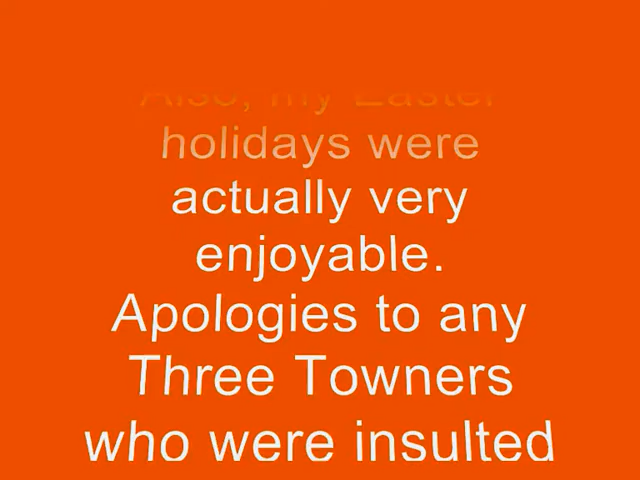 Also, my Easter
holidays were
actually very
enjoyable.
Apologies to any
Three Towners
who were insulted